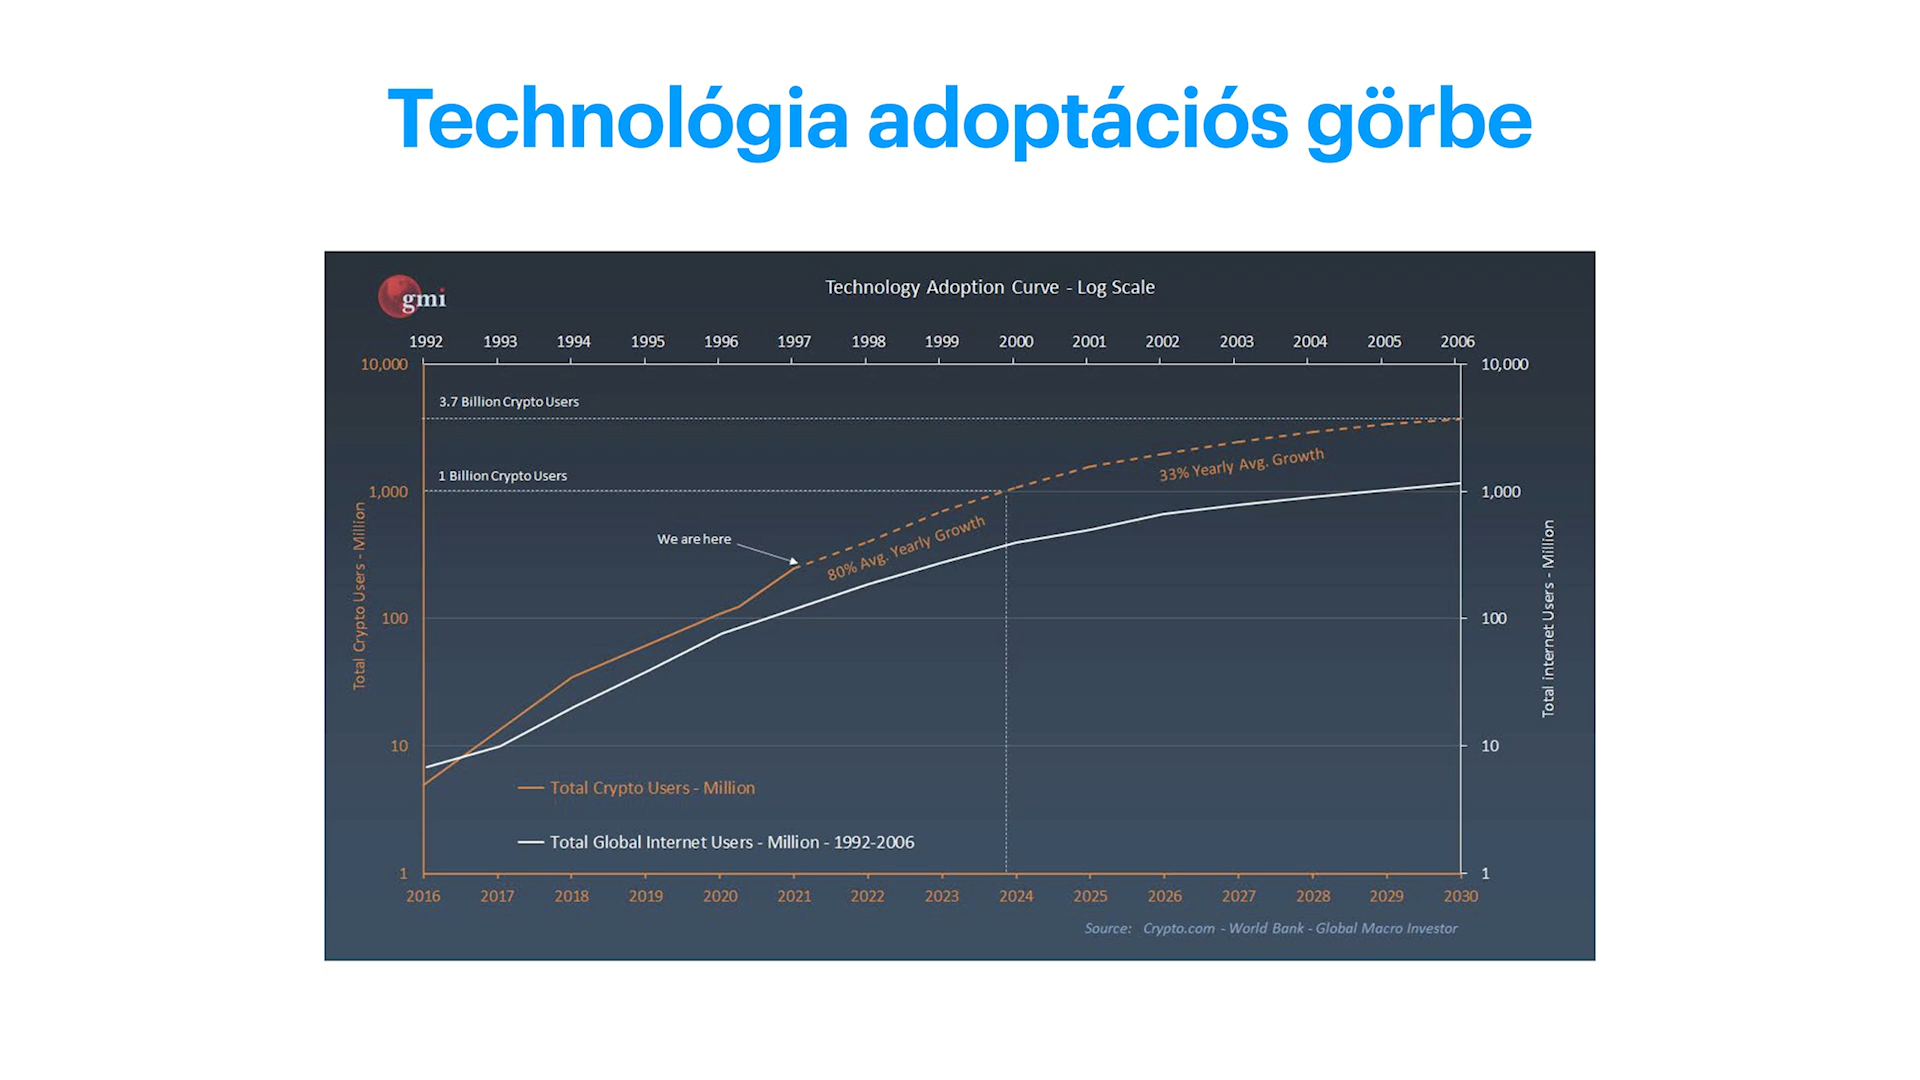 Technológia adoptációs görbe
gmi
Technology Adoption Curve - Log Scale
1992 1993 1994 1995 1996 1997 1998 1999 2000 2001 2002 2003 2004 2005 2006
10,000 10,000
3.7 Billion Crypto Users
33% Yearly Avg. Growth
1 Billion Crypto Users
1,000 1,000
80% Avg. Yearly Growth
We are here
Total Crypto Users - Million
Total Internet Users - Million
100 100
10 10
Total Crypto Users - Million
Total Global Internet Users - Million - 1992-2006
1 1
2016 2017 2018 2019 2020 2021 2022 2023 2024 2025 2026 2027 2028 2029 2030
Source: Crypto.com - World Bank - Global Macro Investor